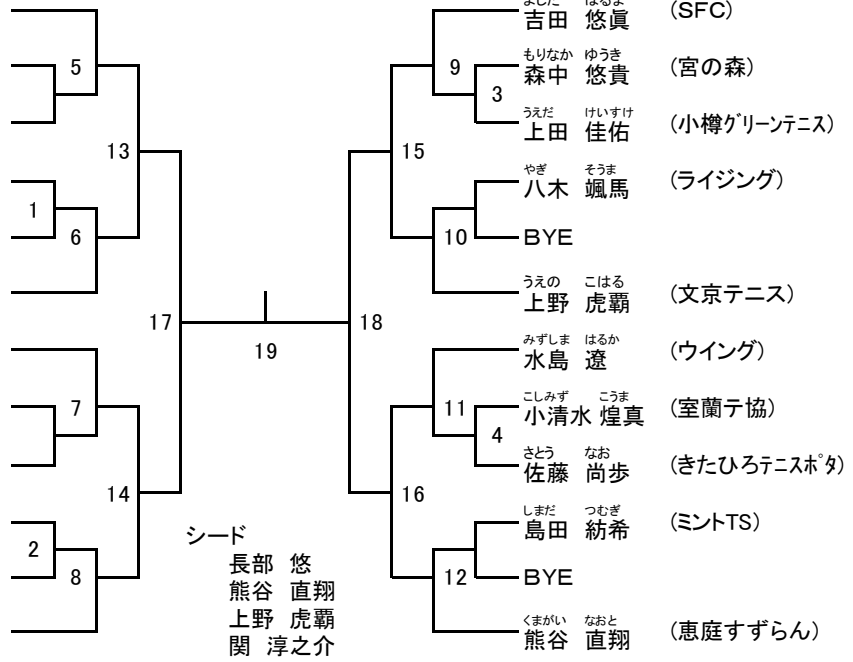 よしだ はるま
吉田 悠眞 (SFC)
5
9
もりなか ゆうき
森中 悠貴 (宮の森)
3
うえだ けいすけ
上田 佳佑 (小樽グリーンテニス)
13
15
やぎ そうま
八木 颯馬 (ライジング)
1
6
10
BYE
うえの こはる
上野 虎覇 (文京テニス)
17
18
19
みずしま はるか
水島 遼 (ウイング)
7
11
こしみず こうま
小清水 煌真 (室蘭テ協)
4
さとう なお
佐藤 尚歩 (きたひろテニスポタ)
14
16
しまだ つむぎ
島田 紡希 (ミントTS)
2
8
12
BYE
くまがい なおと
熊谷 直翔 (恵庭すずらん)
シード
長部 悠
熊谷 直翔
上野 虎覇
関 淳之介